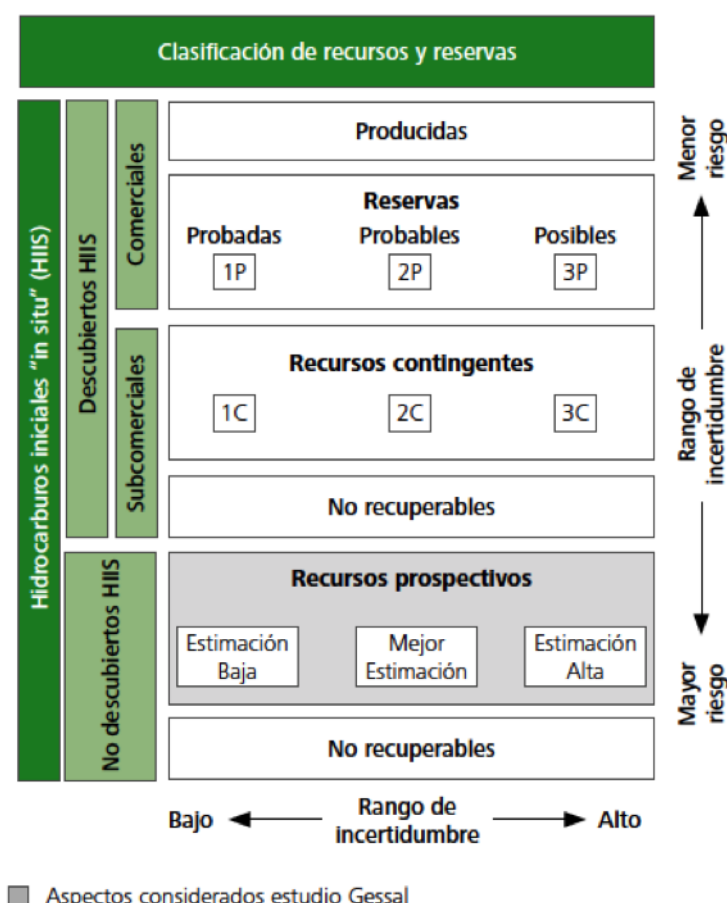 Clasificación de recursos y reservas
Hidrocarburos iniciales "in situ" (HIIS)
Descubiertos HIIS
Comerciales
Producidas
Reservas
Probadas Probables Posibles
1P 2P 3P
Subcomerciales
Recursos contingentes
1C 2C 3C
No recuperables
No descubiertos HIIS
Recursos prospectivos
Estimación Mejor Estimación
Baja Estimación Alta
No recuperables
Menor
riesgo
Rango de
incertidumbre
Mayor
riesgo
Bajo Rango de Alto
incertidumbre
Aspectos considerados estudio Gessal